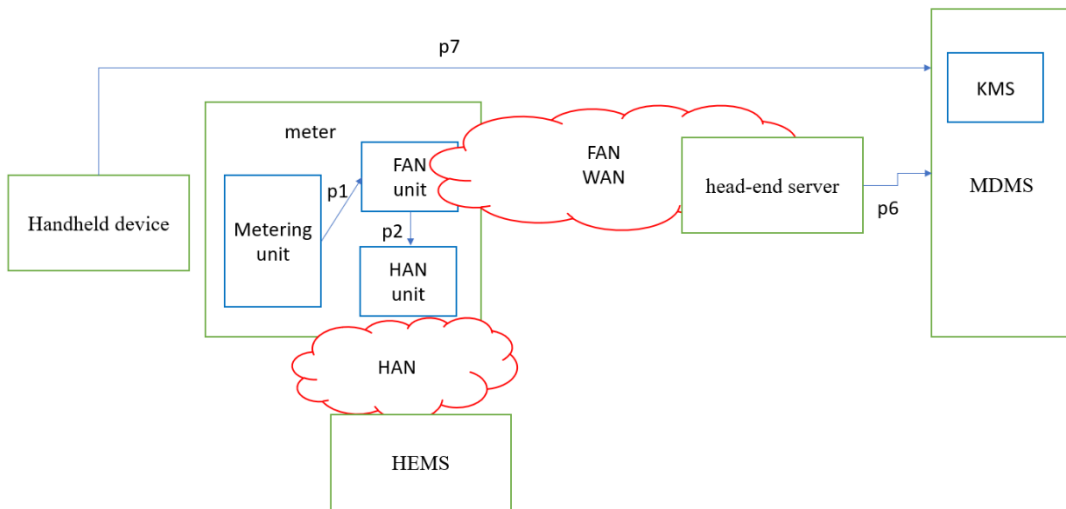 p7
KMS
meter
FAN
unit
FAN
WAN
head-end server
MDMS
p1
p6
Handheld device
Metering
unit
p2
HAN
unit
HAN
HEMS